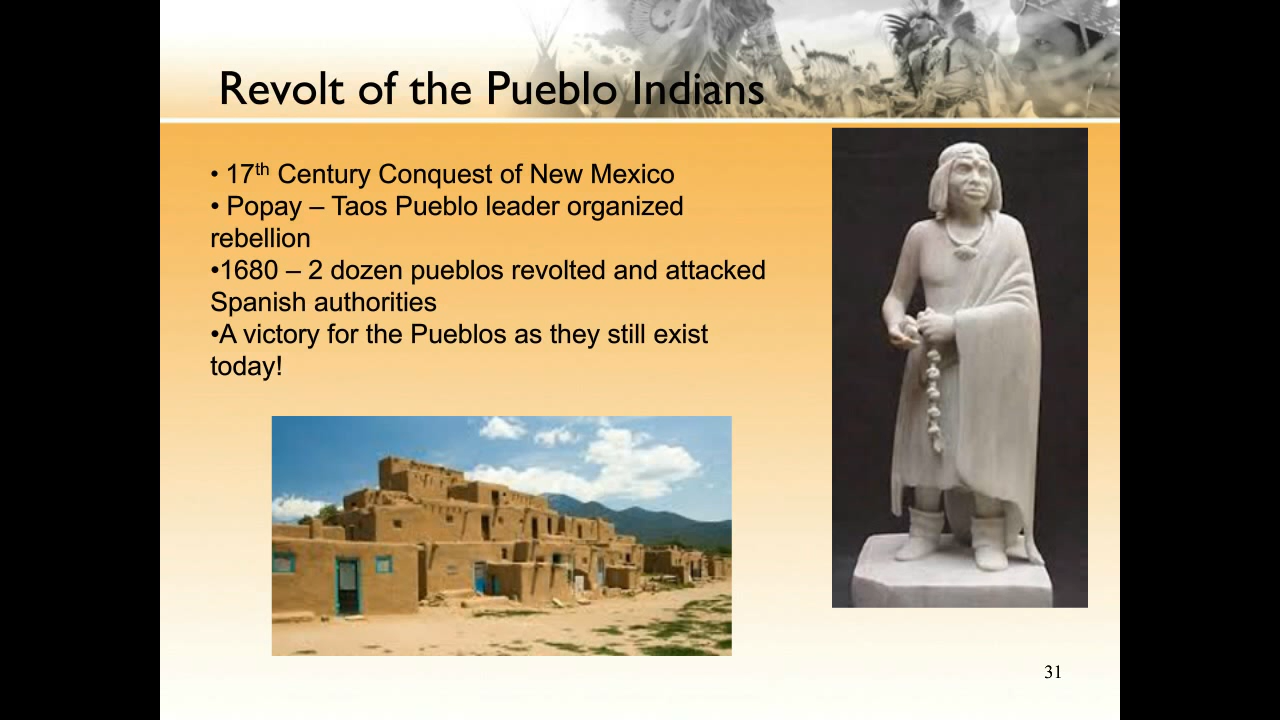 Revolt of the Pueblo Indians
• 17th Century Conquest of New Mexico
• Popay – Taos Pueblo leader organized
rebellion
•1680 – 2 dozen pueblos revolted and attacked
Spanish authorities
•A victory for the Pueblos as they still exist
today!
31